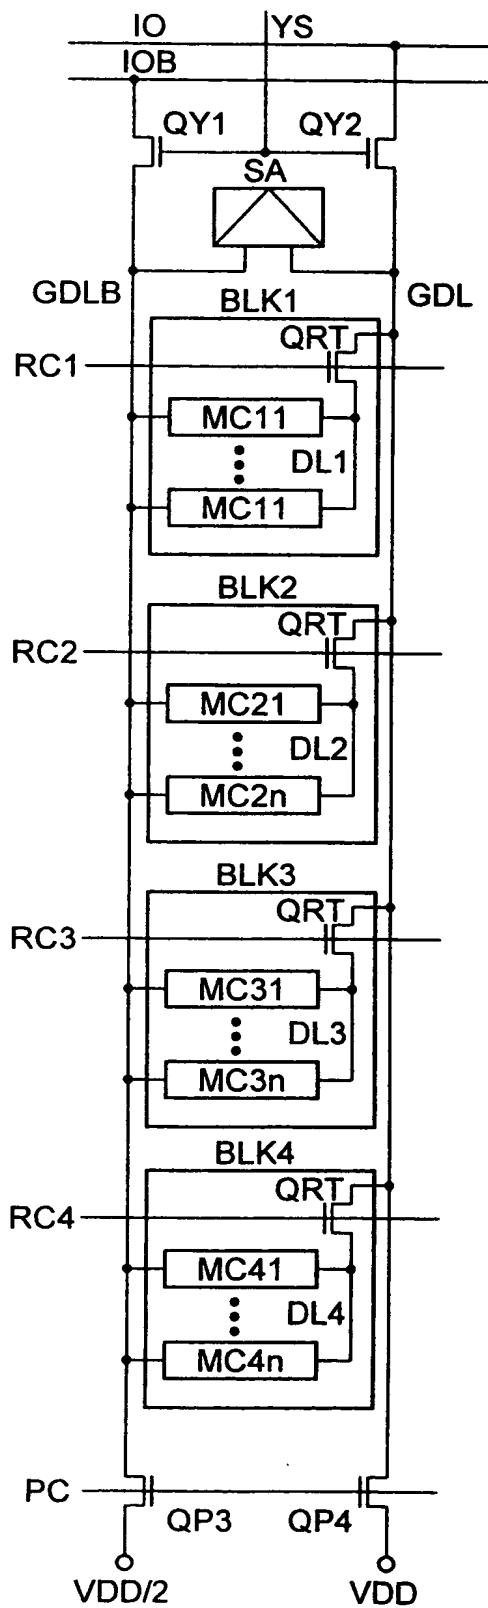 IO
YS
IOB
QY1
QY2
SA
GDLB
GDL
BLK1
QRT
RC1
MC11
DL1
MC11
BLK2
QRT
RC2
MC21
DL2
MC2n
BLK3
QRT
RC3
MC31
DL3
MC3n
BLK4
QRT
RC4
MC41
DL4
MC4n
PC
QP3
QP4
VDD/2
VDD